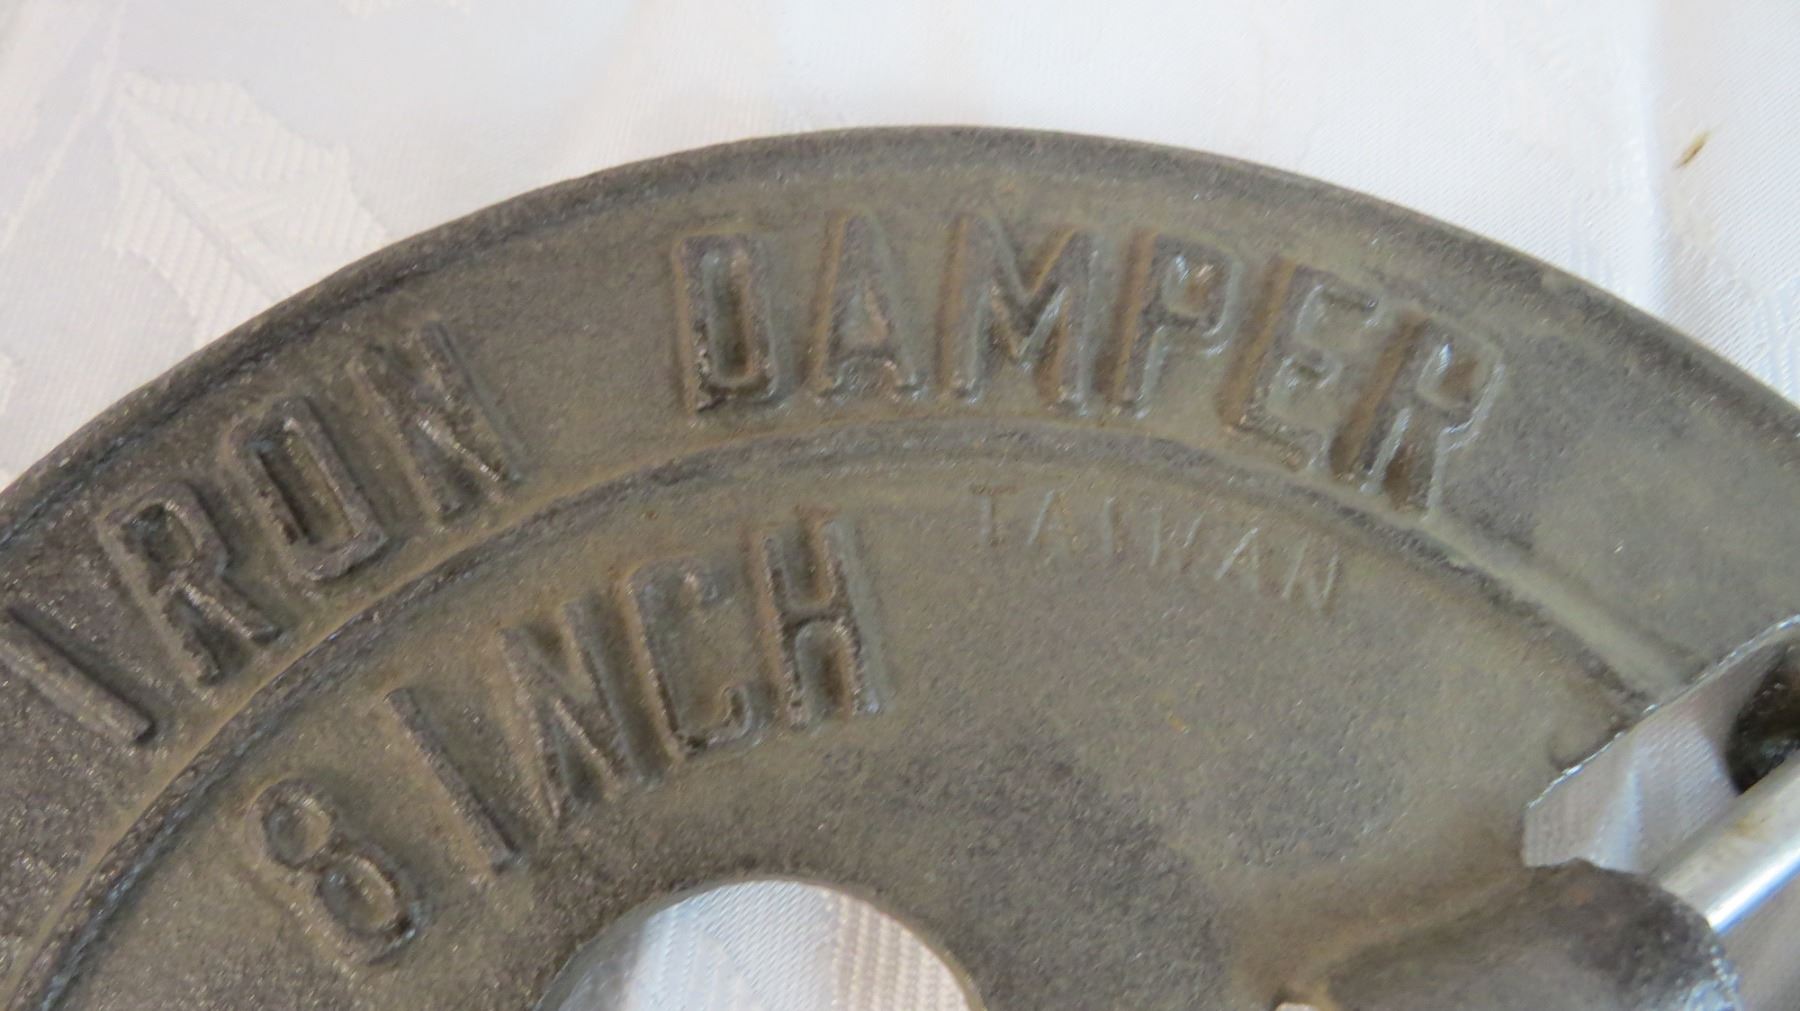 IRON DAMPER
8 INCH
TAIWAN